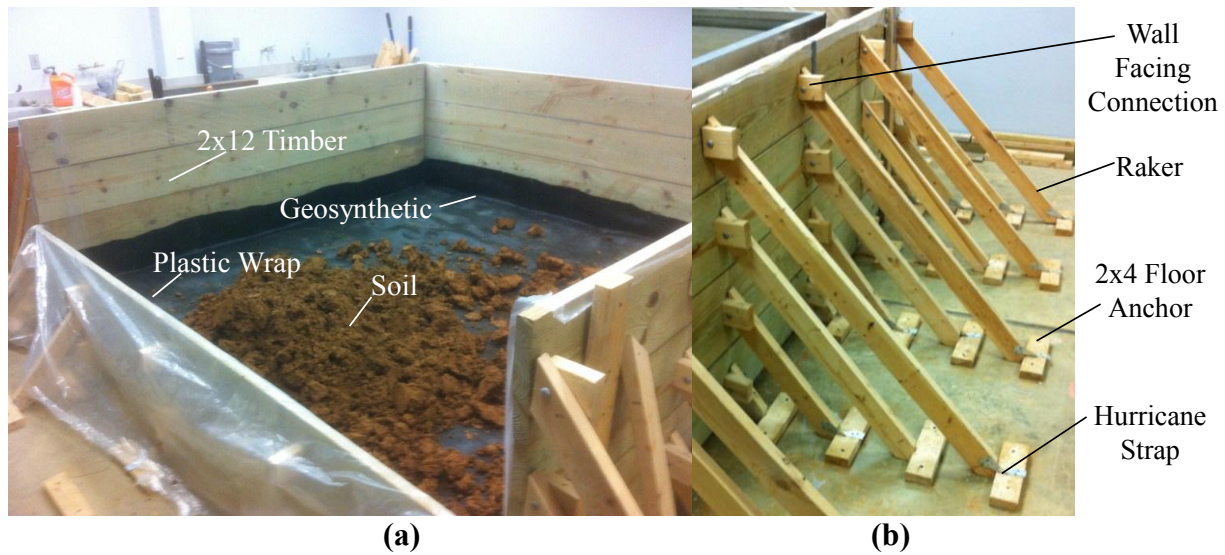 2x12 Timber
Geosynthetic
Plastic Wrap
Soil
(a)
Wall
Facing
Connection
Raker
2x4 Floor
Anchor
Hurricane
Strap
(b)